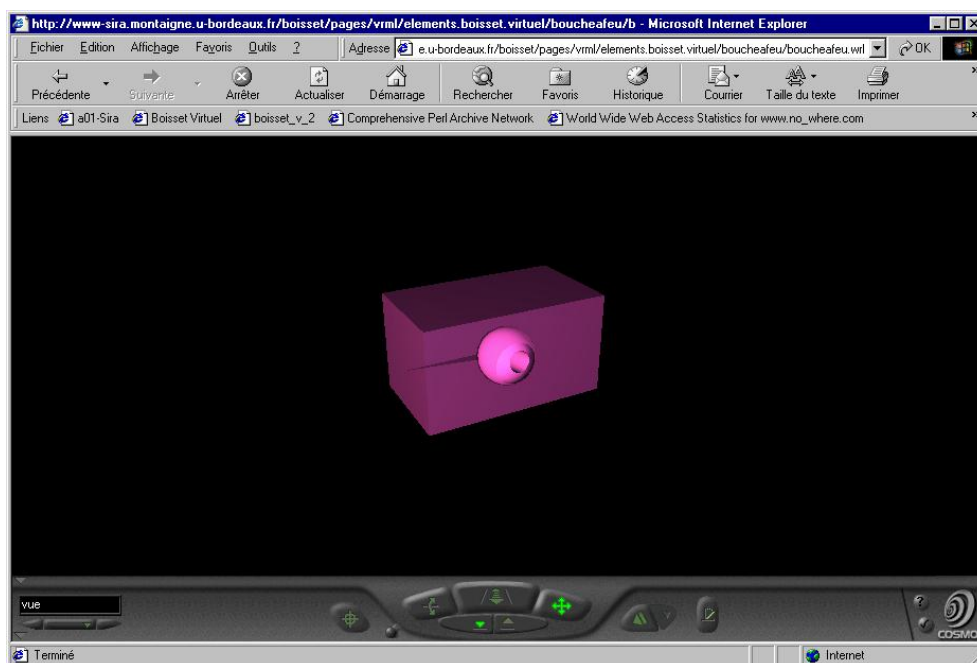 http://www-sira.montaigne.u-bordeaux.fr/boisset/pages/vrml/elements.boisset.virtuel/boucheafeu/b - Microsoft Internet Explorer
Fichier Edition Affichage Favoris Outils ? Adresse e.u-bordeaux.fr/boisset/pages/vrml/elements.boisset.virtuel/boucheafeu/boucheafeu.wrl OK
Précédente Suivante Arrêter Actualiser Démarrage Rechercher Favoris Historique Courrier Taille du texte Imprimer »
Liens a01-Sira Boisset Virtuel boisset_v_2 Comprehensive Perl Archive Network World Wide Web Access Statistics for www.no_where.com »
vue
?
COSMO
Terminé Internet